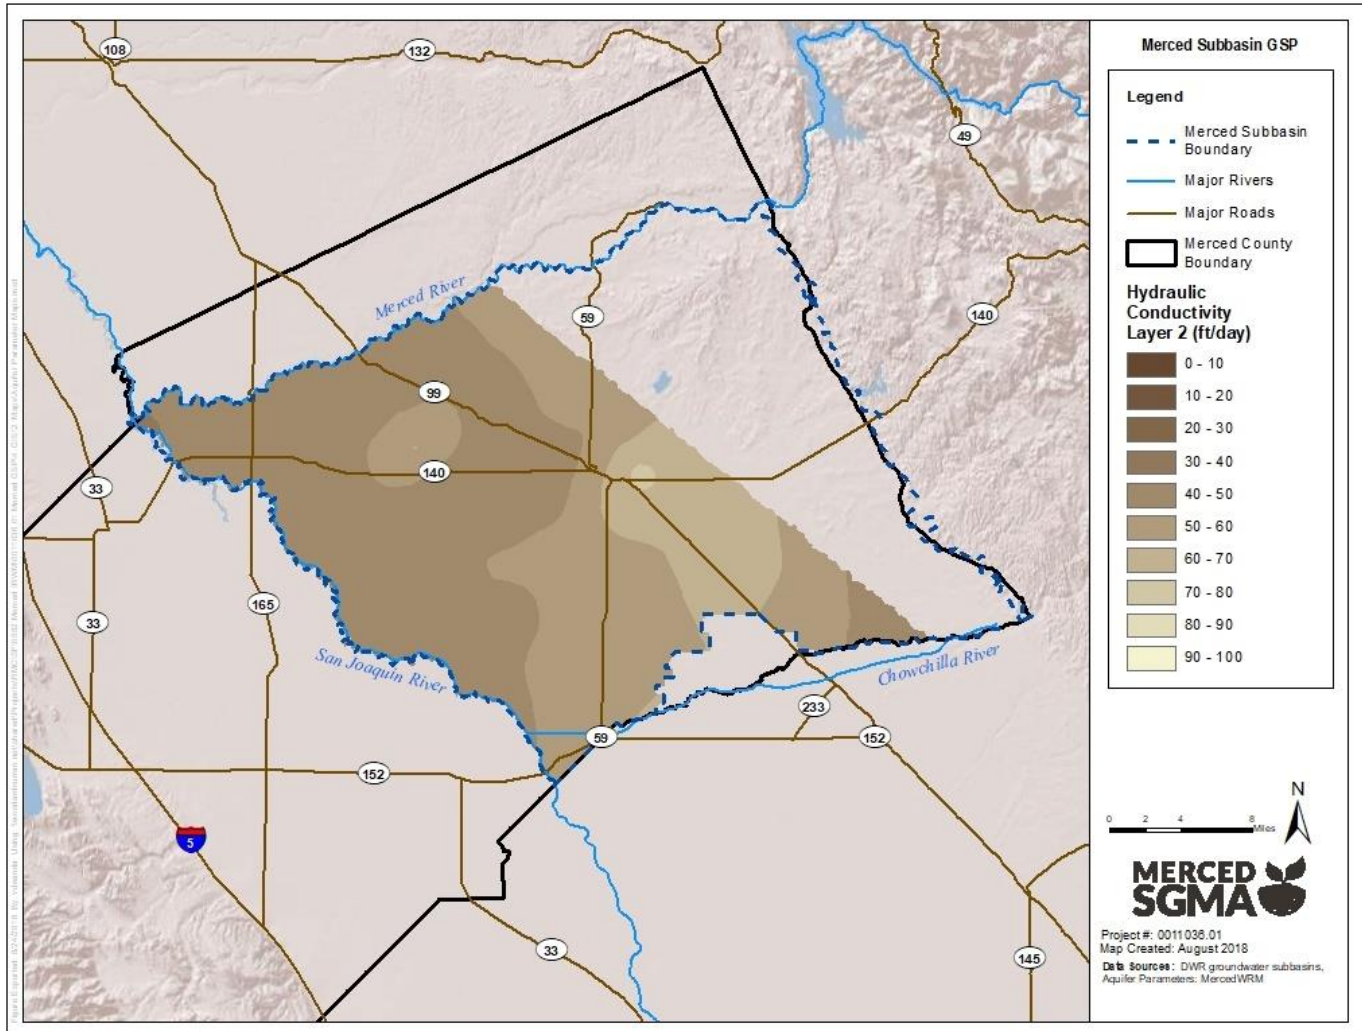 Merced Subbasin GSP
Legend
Merced Subbasin
Boundary
Major Rivers
Major Roads
Merced County
Boundary
Hydraulic
Conductivity
Layer 2 (ft/day)
0 - 10
10 - 20
20 - 30
30 - 40
40 - 50
50 - 60
60 - 70
70 - 80
80 - 90
90 - 100
108
132
49
Merced River
59
140
99
140
33
165
33
San Joaquin River
Chowchilla River
233
59
152
152
5
33
145
N
0 2 4 8
Miles
MERCED
SGMA
Project #: 0011036.01
Map Created: August 2018
Data Sources: DWR groundwater subbasins,
Aquifer Parameters: MercedWRM